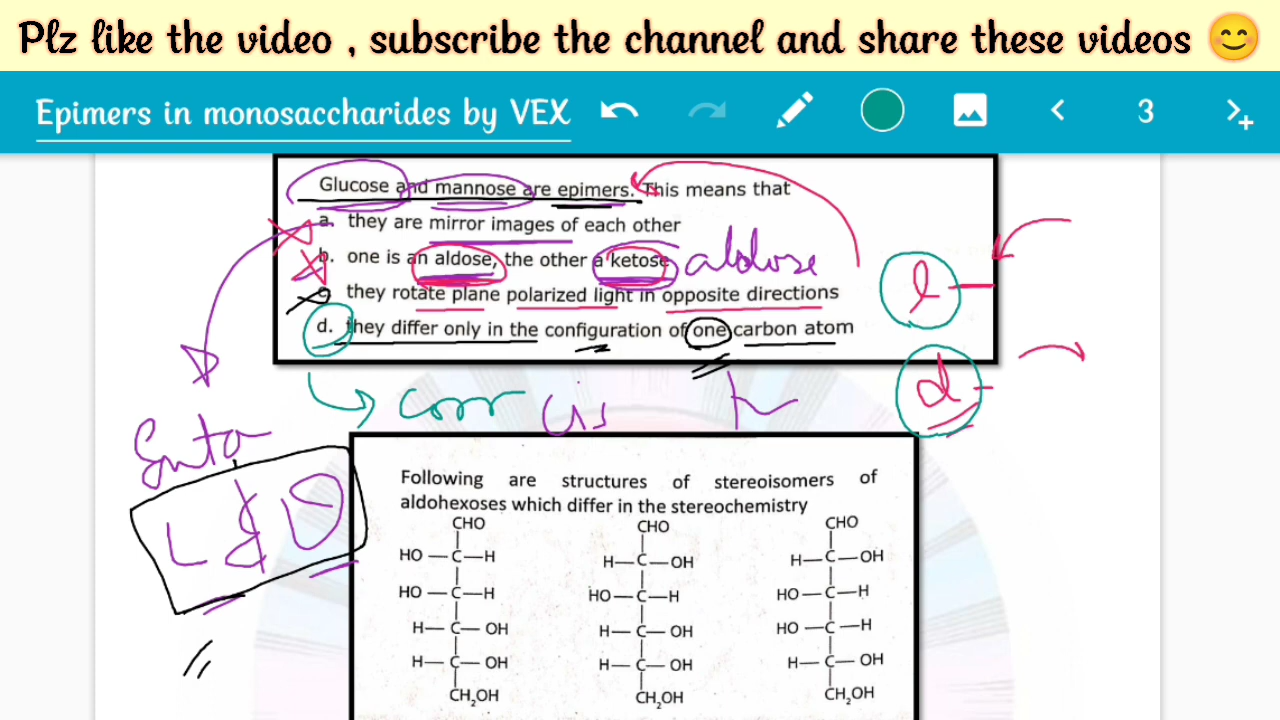 Plz like the video , subscribe the channel and share these videos 😊
Epimers in monosaccharides by VEX
3
Glucose and mannose are epimers. This means that
a. they are mirror images of each other
b. one is an aldose, the other a ketose aldose
they rotate plane polarized light in opposite directions
d. they differ only in the configuration of one carbon atom
l
d
corr
cis
L & D
Following are structures of stereoisomers of
aldohexoses which differ in the stereochemistry
CHO CHO CHO
HO — C — H H — C — OH H — C — OH
HO — C — H HO — C — H HO — C — H
H — C — OH H — C — OH HO — C — H
H — C — OH H — C — OH H — C — OH
CH₂OH CH₂OH CH₂OH